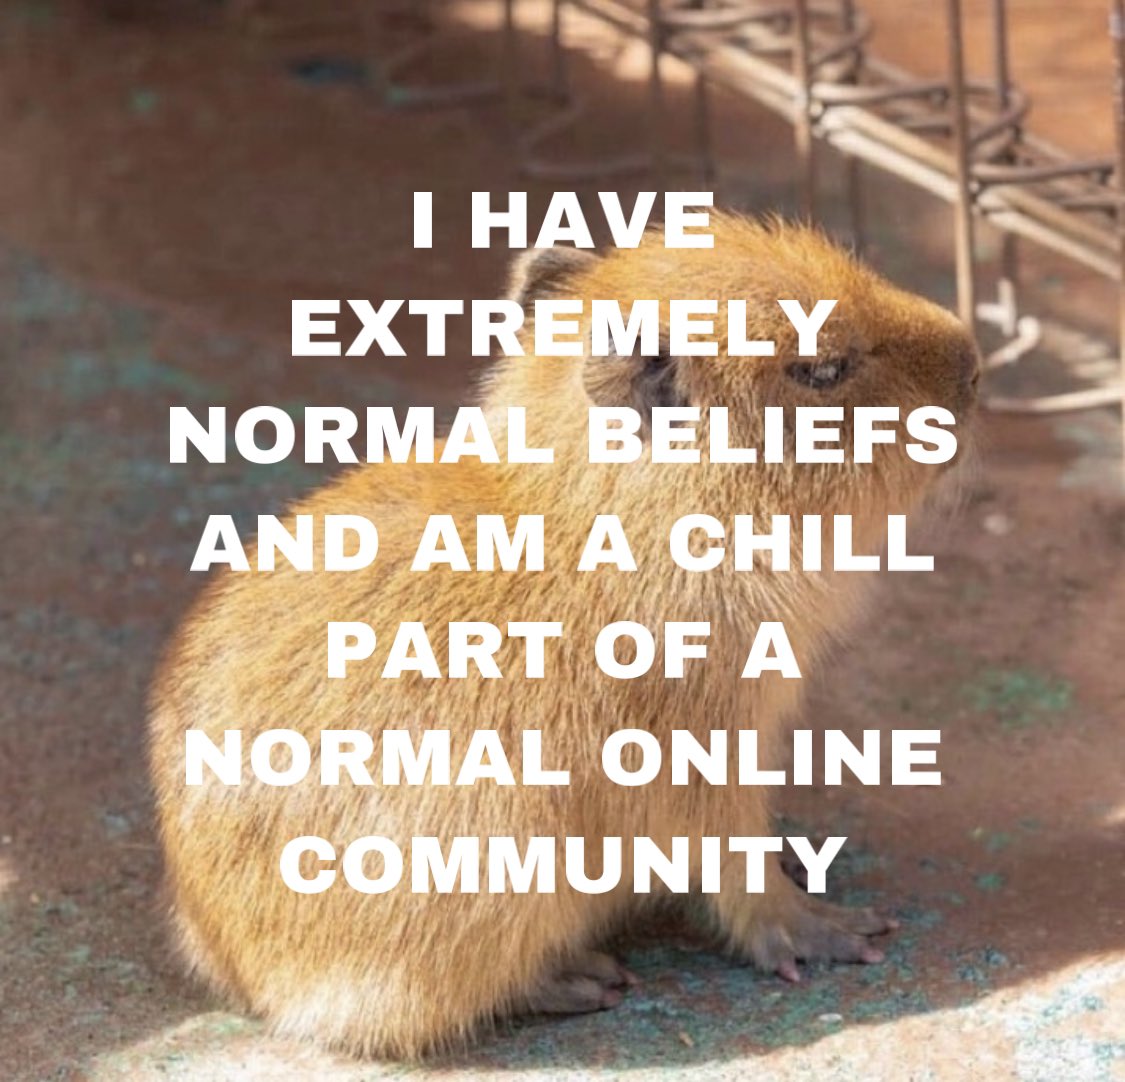 I HAVE
EXTREMELY
NORMAL BELIEFS
AND AM A CHILL
PART OF A
NORMAL ONLINE
COMMUNITY